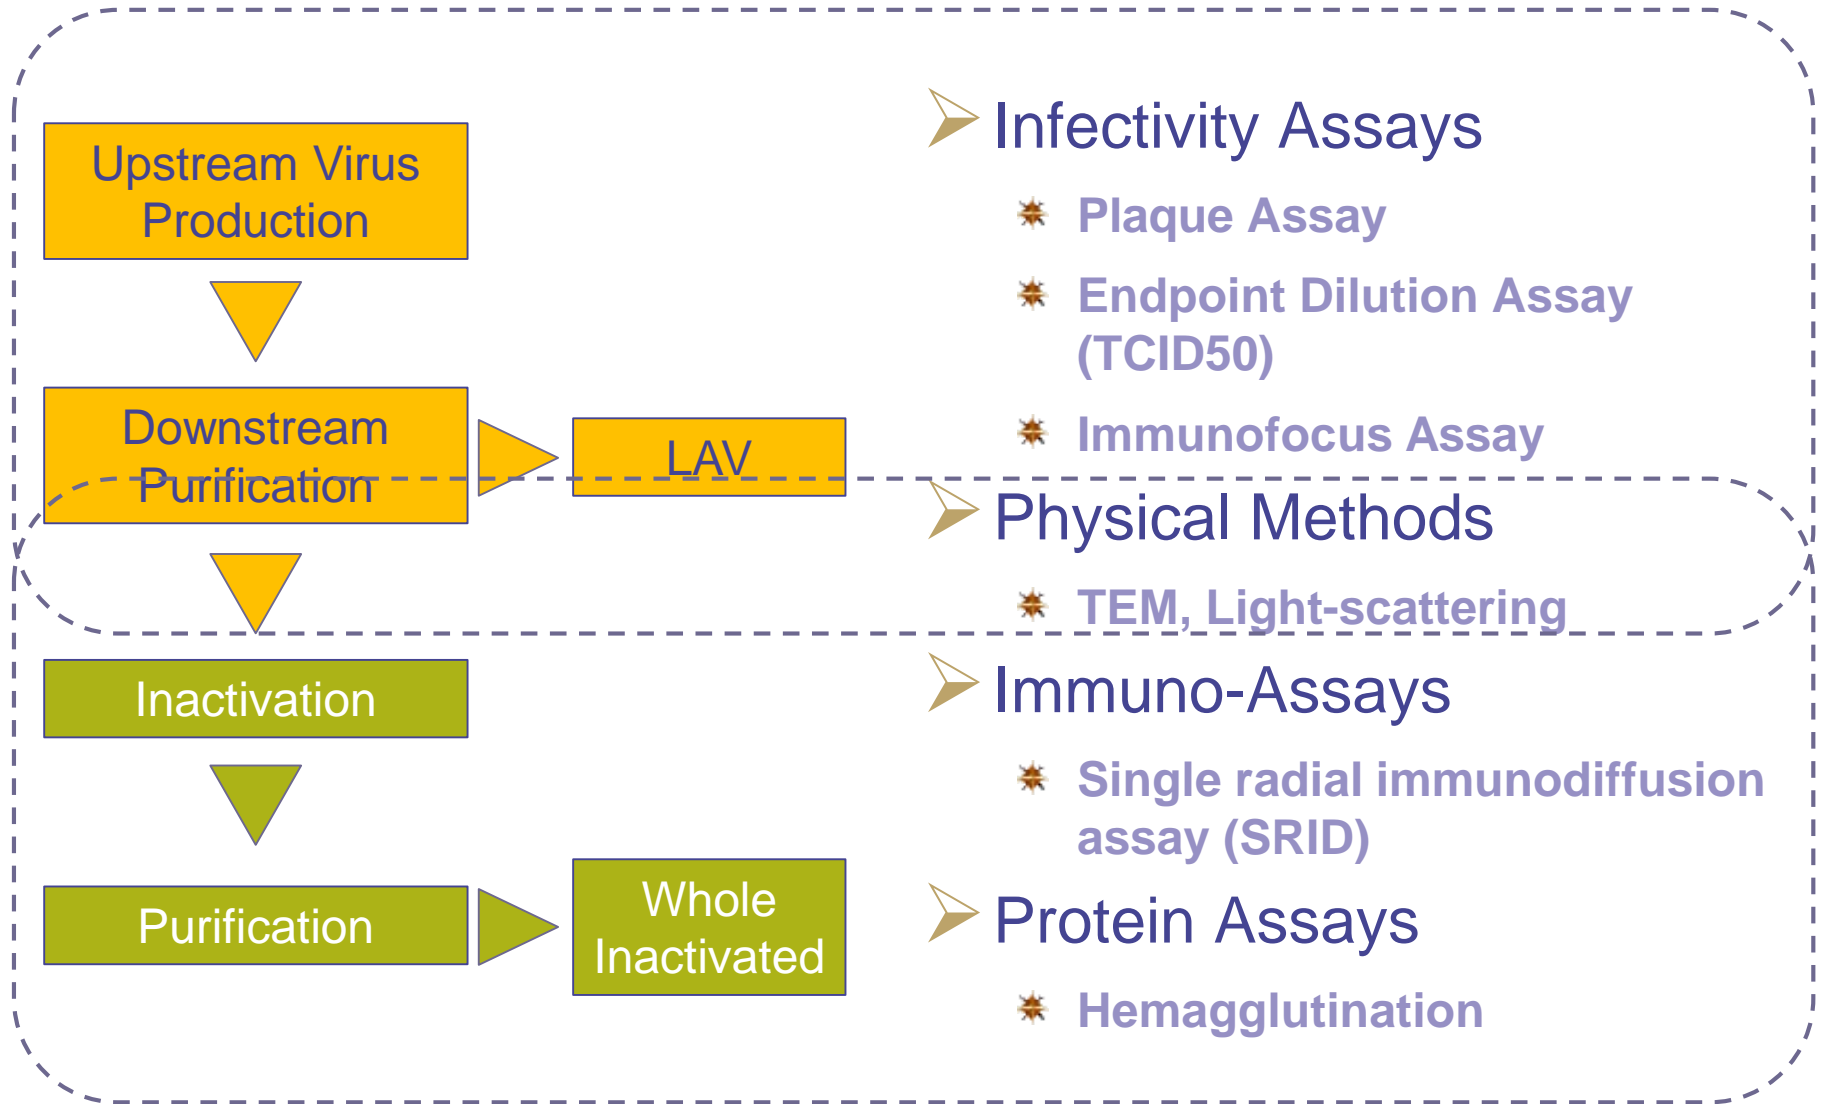 Upstream Virus
Production
Downstream
Purification
LAV
Inactivation
Purification
Whole
Inactivated
Infectivity Assays
Plaque Assay
Endpoint Dilution Assay
(TCID50)
Immunofocus Assay
Physical Methods
TEM, Light-scattering
Immuno-Assays
Single radial immunodiffusion
assay (SRID)
Protein Assays
Hemagglutination